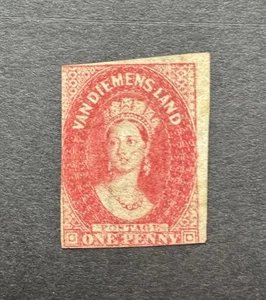 VAN DIEMENS LAND
POSTAGE
ONE PENNY